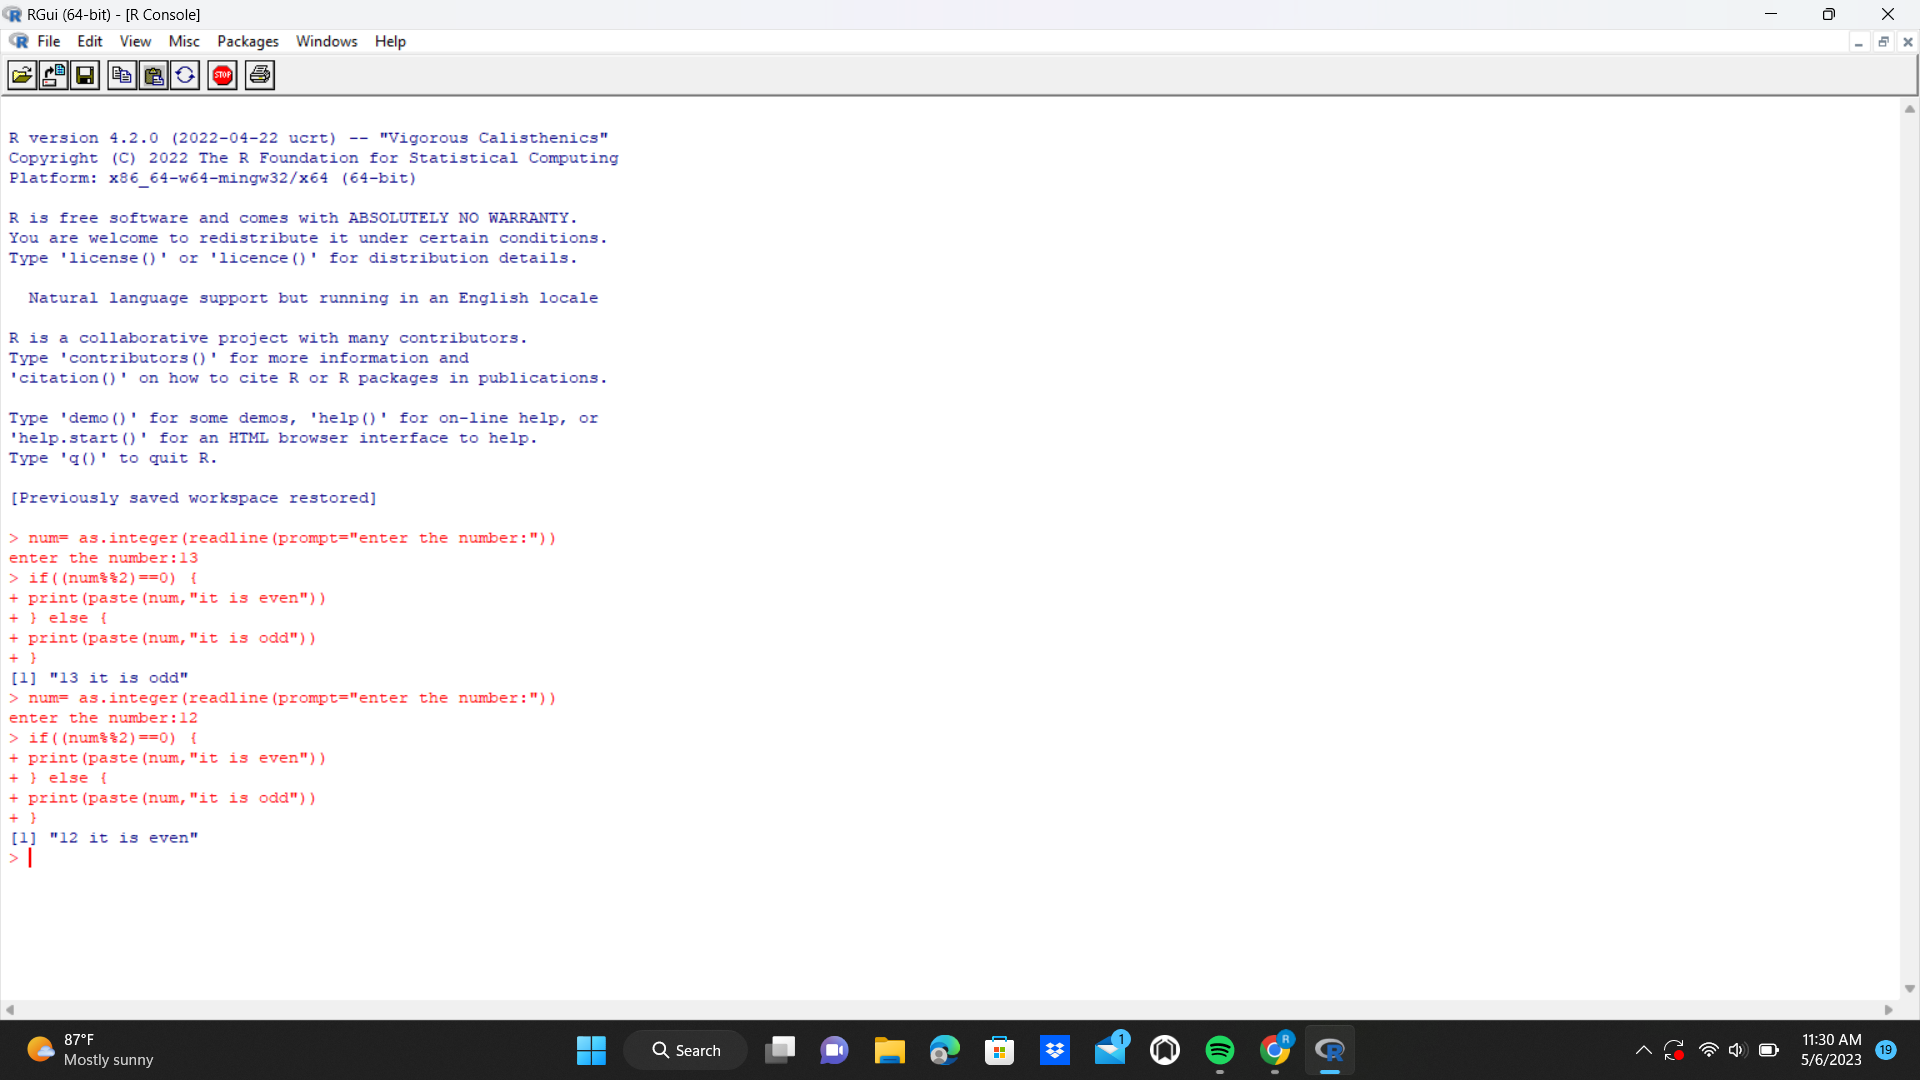 RGui (64-bit) - [R Console]
File Edit View Misc Packages Windows Help
STOP
R version 4.2.0 (2022-04-22 ucrt) -- "Vigorous Calisthenics"
Copyright (C) 2022 The R Foundation for Statistical Computing
Platform: x86_64-w64-mingw32/x64 (64-bit)
R is free software and comes with ABSOLUTELY NO WARRANTY.
You are welcome to redistribute it under certain conditions.
Type 'license()' or 'licence()' for distribution details.
Natural language support but running in an English locale
R is a collaborative project with many contributors.
Type 'contributors()' for more information and
'citation()' on how to cite R or R packages in publications.
Type 'demo()' for some demos, 'help()' for on-line help, or
'help.start()' for an HTML browser interface to help.
Type 'q()' to quit R.
[Previously saved workspace restored]
> num= as.integer(readline(prompt="enter the number:"))
enter the number:13
> if((num%%2)==0) {
+ print(paste(num,"it is even"))
+ } else {
+ print(paste(num,"it is odd"))
+ }
[1] "13 it is odd"
> num= as.integer(readline(prompt="enter the number:"))
enter the number:12
> if((num%%2)==0) {
+ print(paste(num,"it is even"))
+ } else {
+ print(paste(num,"it is odd"))
+ }
[1] "12 it is even"
>
87°F
Mostly sunny
Search
1
R
R
11:30 AM
5/6/2023
19